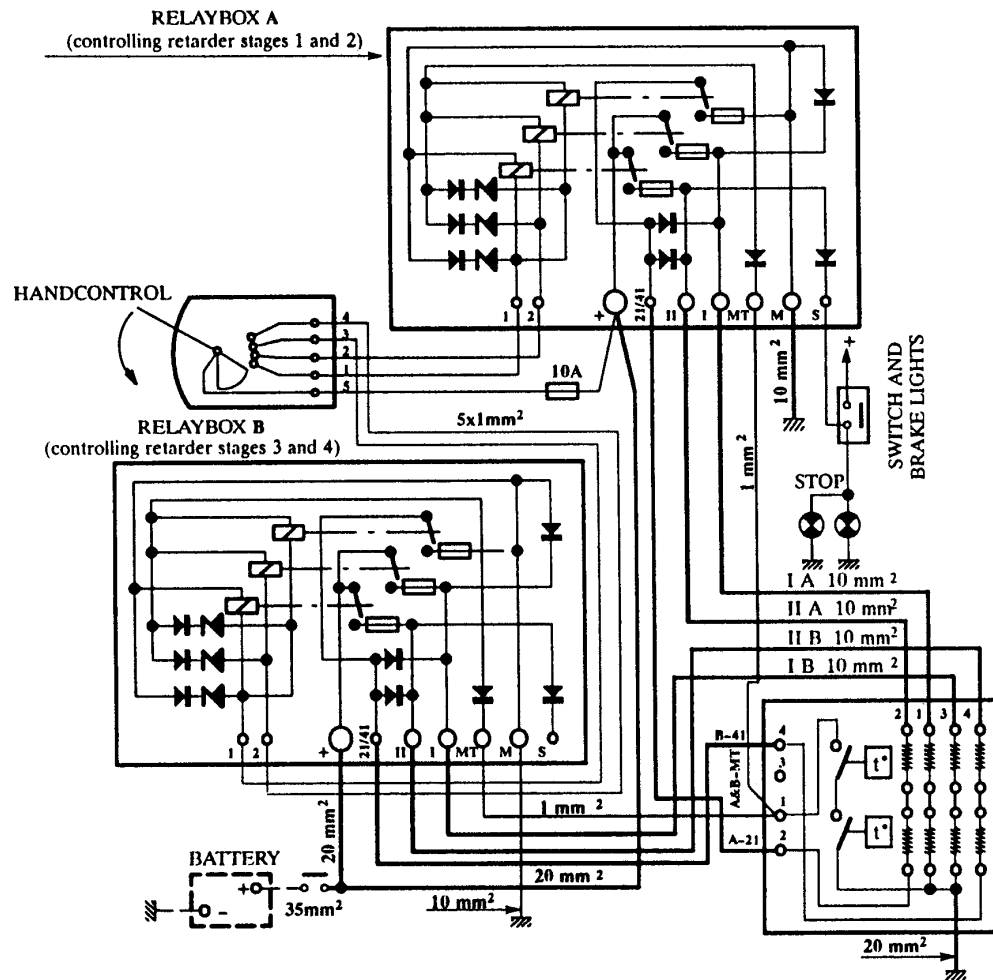 RELAYBOX A
(controlling retarder stages 1 and 2)
1
2
+
21/41
II
I
MT
M
S
HANDCONTROL
4
3
2
1
5
10A
5x1mm²
10 mm²
1 mm²
+
SWITCH AND
BRAKE LIGHTS
STOP
RELAYBOX B
(controlling retarder stages 3 and 4)
1
2
+
21/41
II
I
MT
M
S
I A 10 mm²
II A 10 mm²
II B 10 mm²
I B 10 mm²
2 1 3 4
B-41
4
3
A&B-MT
1
A-21
2
t°
t°
1 mm²
20 mm²
20 mm²
BATTERY
+
-
35mm²
10 mm²
20 mm²